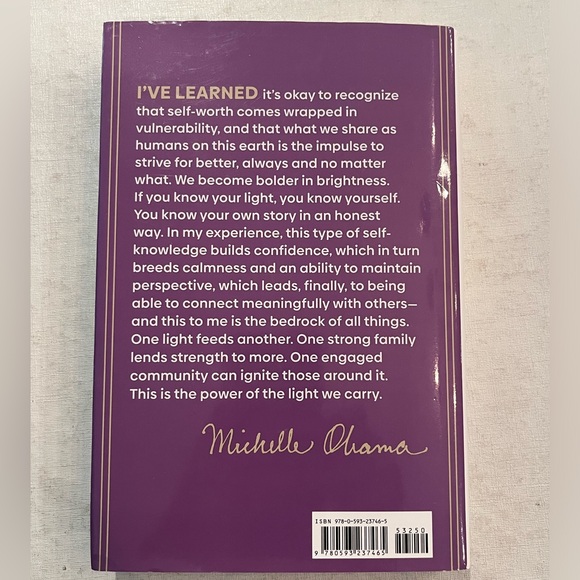 I'VE LEARNED it's okay to recognize
that self-worth comes wrapped in
vulnerability, and that what we share as
humans on this earth is the impulse to
strive for better, always and no matter
what. We become bolder in brightness.
If you know your light, you know yourself.
You know your own story in an honest
way. In my experience, this type of self-
knowledge builds confidence, which in turn
breeds calmness and an ability to maintain
perspective, which leads, finally, to being
able to connect meaningfully with others—
and this to me is the bedrock of all things.
One light feeds another. One strong family
lends strength to more. One engaged
community can ignite those around it.
This is the power of the light we carry.
Michelle Obama
ISBN 978-0-593-23746-5
53250
9 780593 237465